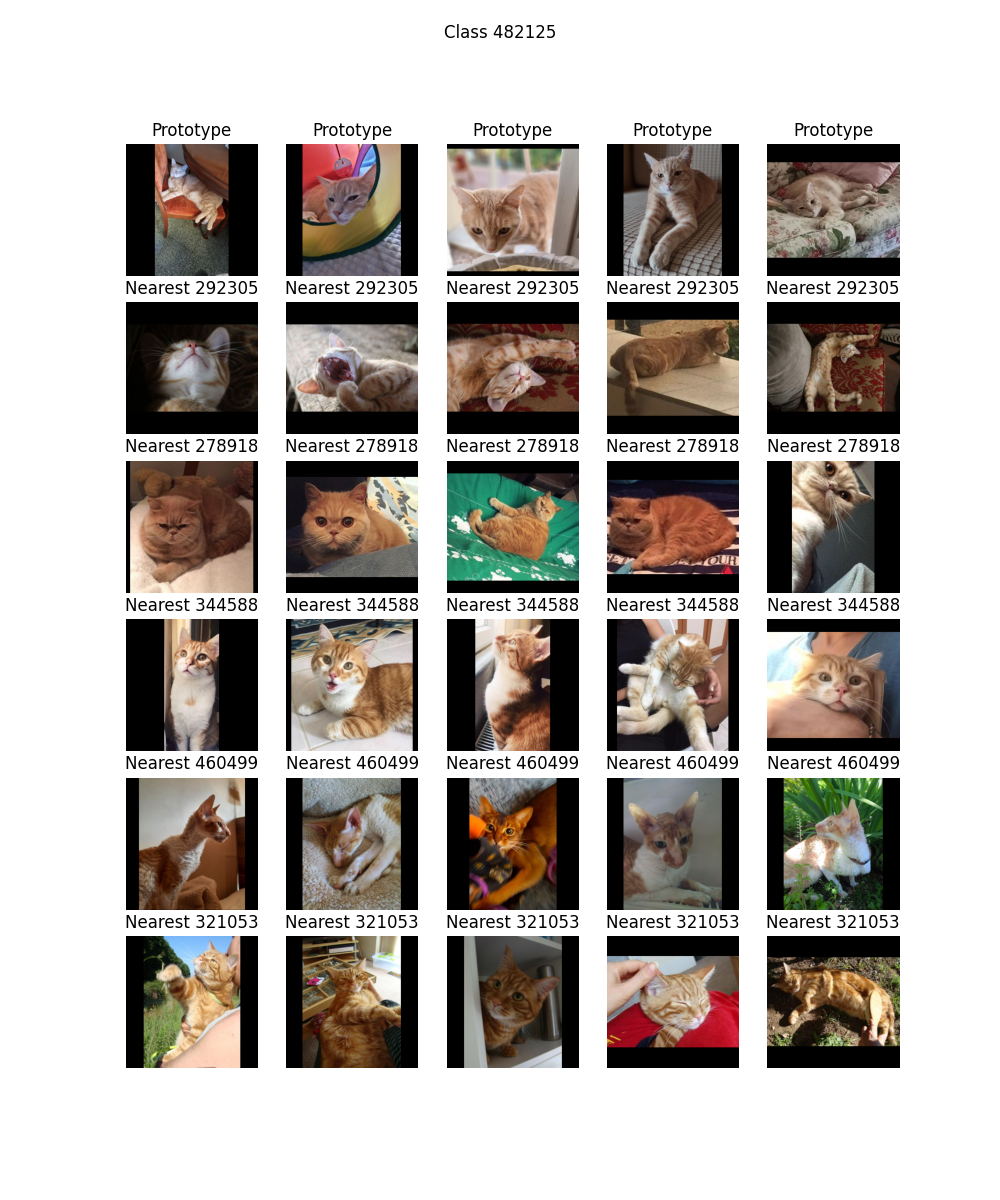 Class 482125
Prototype Prototype Prototype Prototype Prototype
Nearest 292305 Nearest 292305 Nearest 292305 Nearest 292305 Nearest 292305
Nearest 278918 Nearest 278918 Nearest 278918 Nearest 278918 Nearest 278918
Nearest 344588 Nearest 344588 Nearest 344588 Nearest 344588 Nearest 344588
Nearest 460499 Nearest 460499 Nearest 460499 Nearest 460499 Nearest 460499
Nearest 321053 Nearest 321053 Nearest 321053 Nearest 321053 Nearest 321053